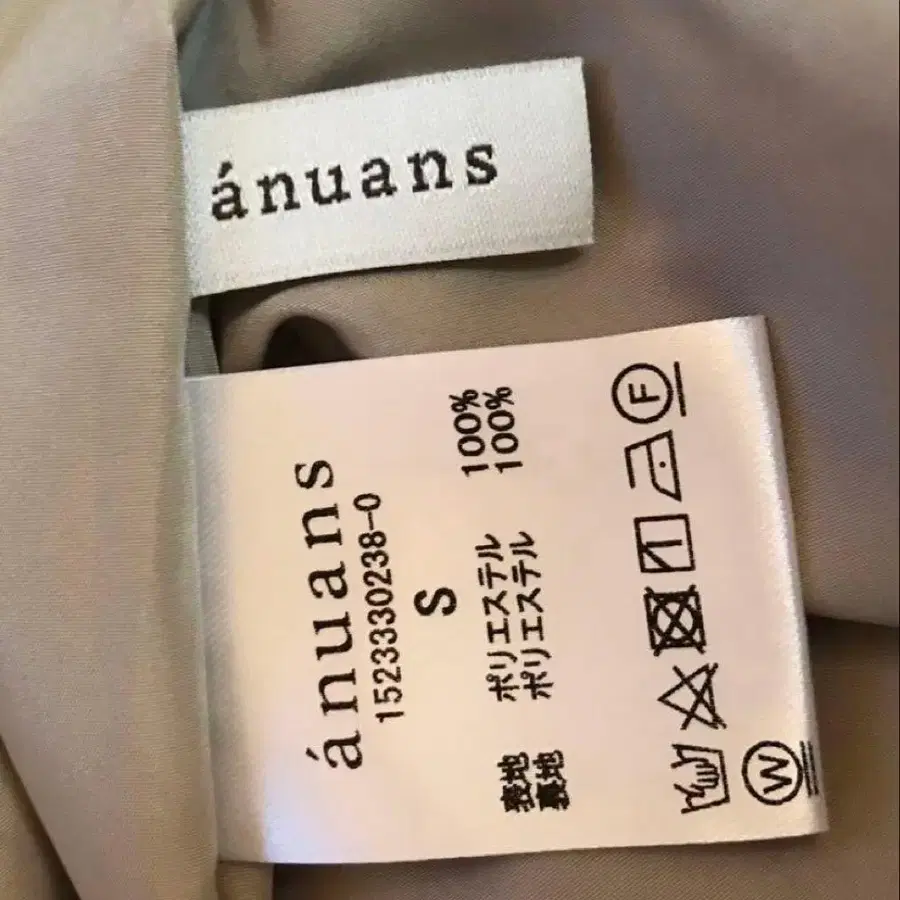 ánuans
ánuans
1523330238-0
S
表地 ポリエステル 100%
裏地 ポリエステル 100%
F
W